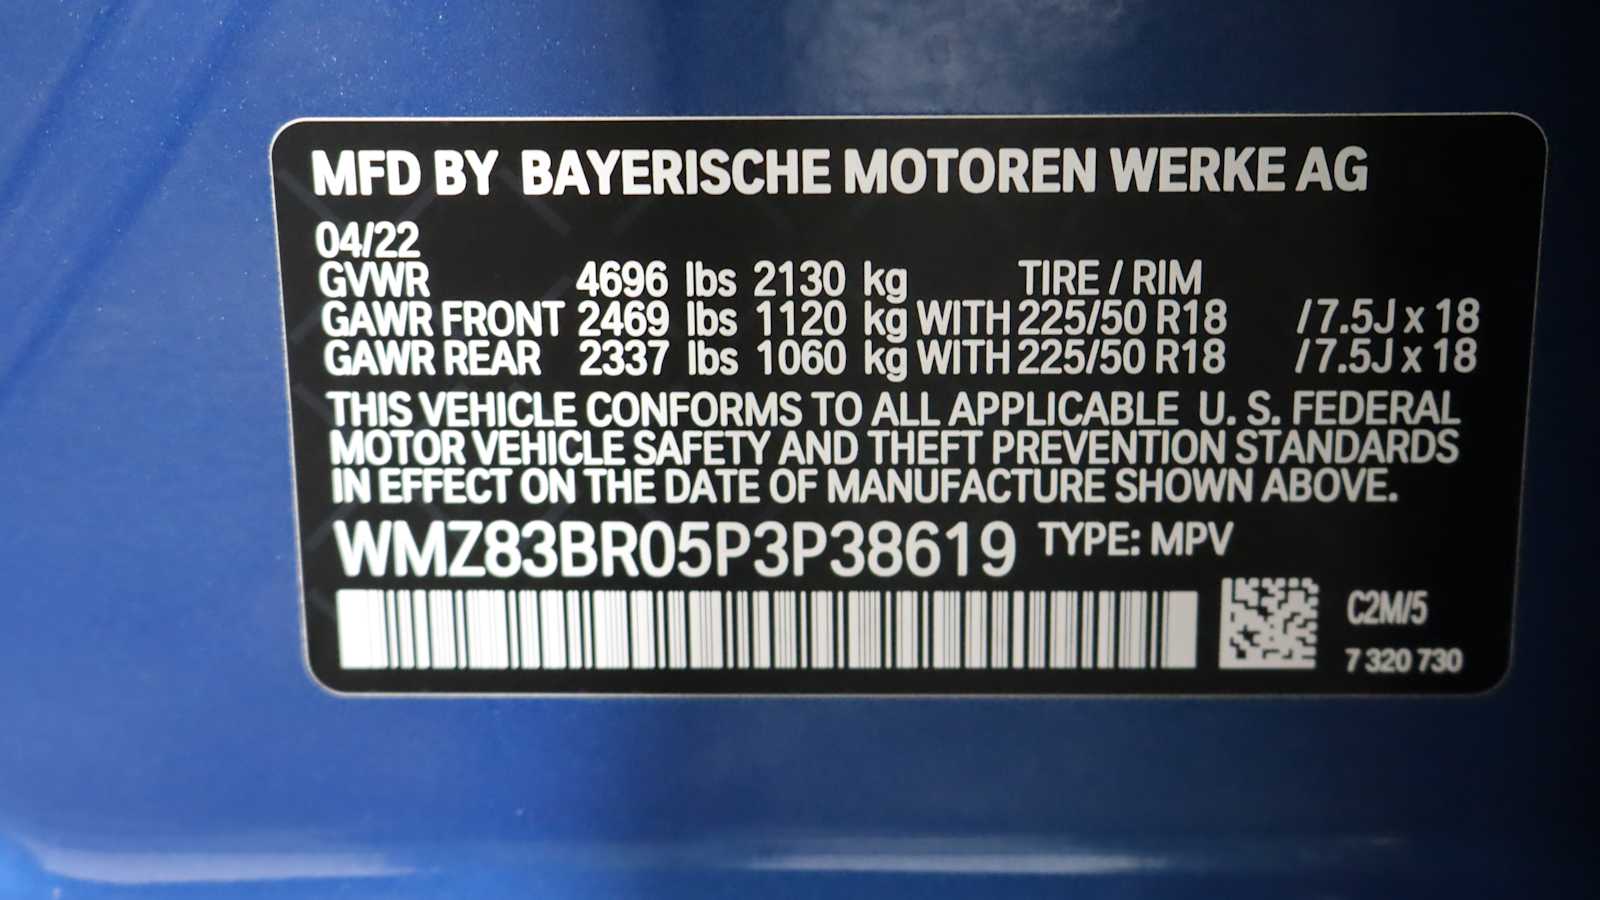 MFD BY BAYERISCHE MOTOREN WERKE AG
04/22
GVWR 4696 lbs 2130 kg TIRE / RIM
GAWR FRONT 2469 lbs 1120 kg WITH 225/50 R18 / 7.5J x 18
GAWR REAR 2337 lbs 1060 kg WITH 225/50 R18 / 7.5J x 18
THIS VEHICLE CONFORMS TO ALL APPLICABLE U. S. FEDERAL
MOTOR VEHICLE SAFETY AND THEFT PREVENTION STANDARDS
IN EFFECT ON THE DATE OF MANUFACTURE SHOWN ABOVE.
WMZ83BR05P3P38619 TYPE: MPV
C2M/5
7 320 730